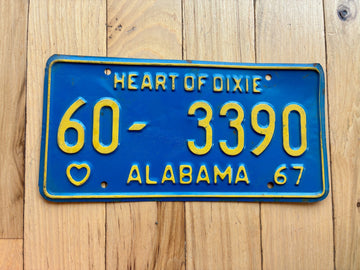 HEART OF DIXIE
60- 3390
ALABAMA 67